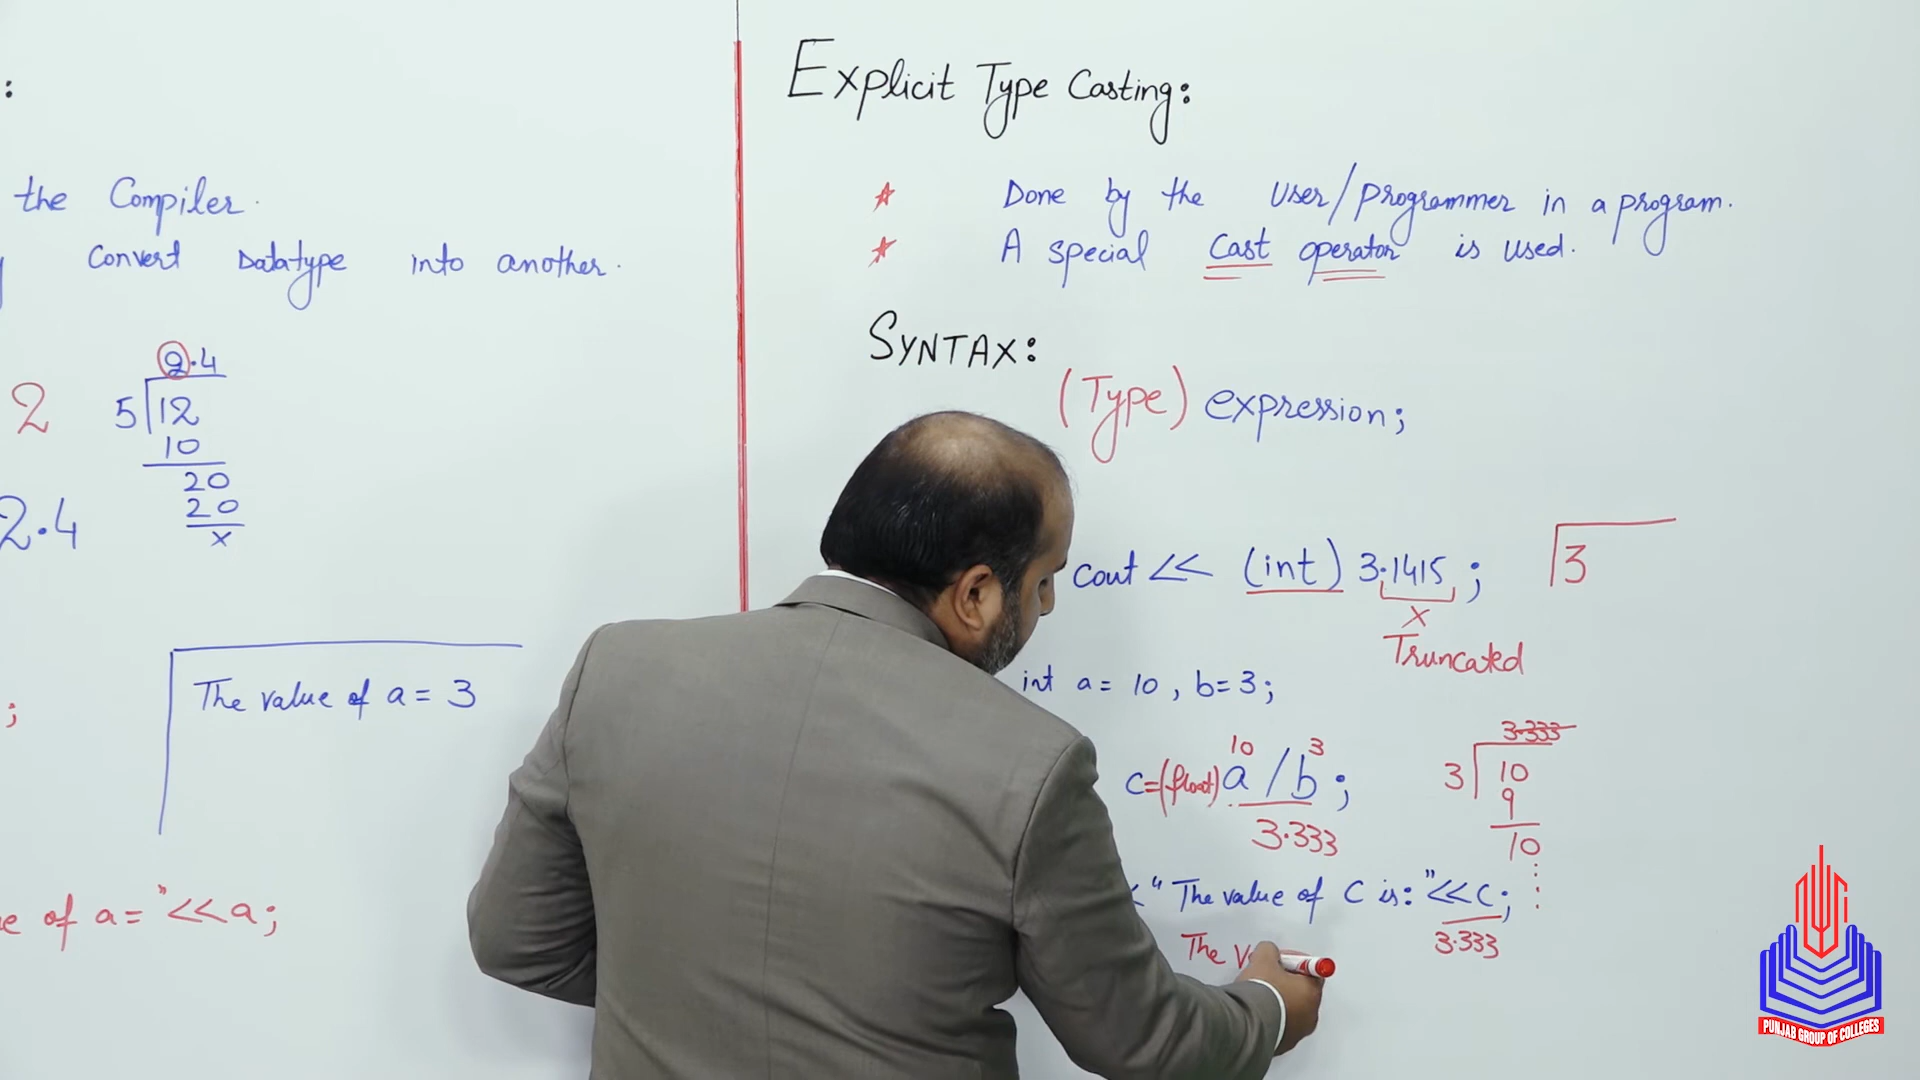 :
the Compiler.
Convert Datatype into another.
2.4
2
5 12
10
20
2.4
20
x
;
The value of a = 3
of a= "<<a;
Explicit Type Casting:
Done by the User/programmer in a program.
A special Cast operator is used.
SYNTAX:
(Type) expression;
cout << (int) 3.1415 ;
3
x
Truncated
int a = 10 , b=3;
10 3
c=(float)a / b ;
3.333
3.333
3 10
9
10
" The value of C is: "<<c;
3.333
The
PUNJAB GROUP OF COLLEGES